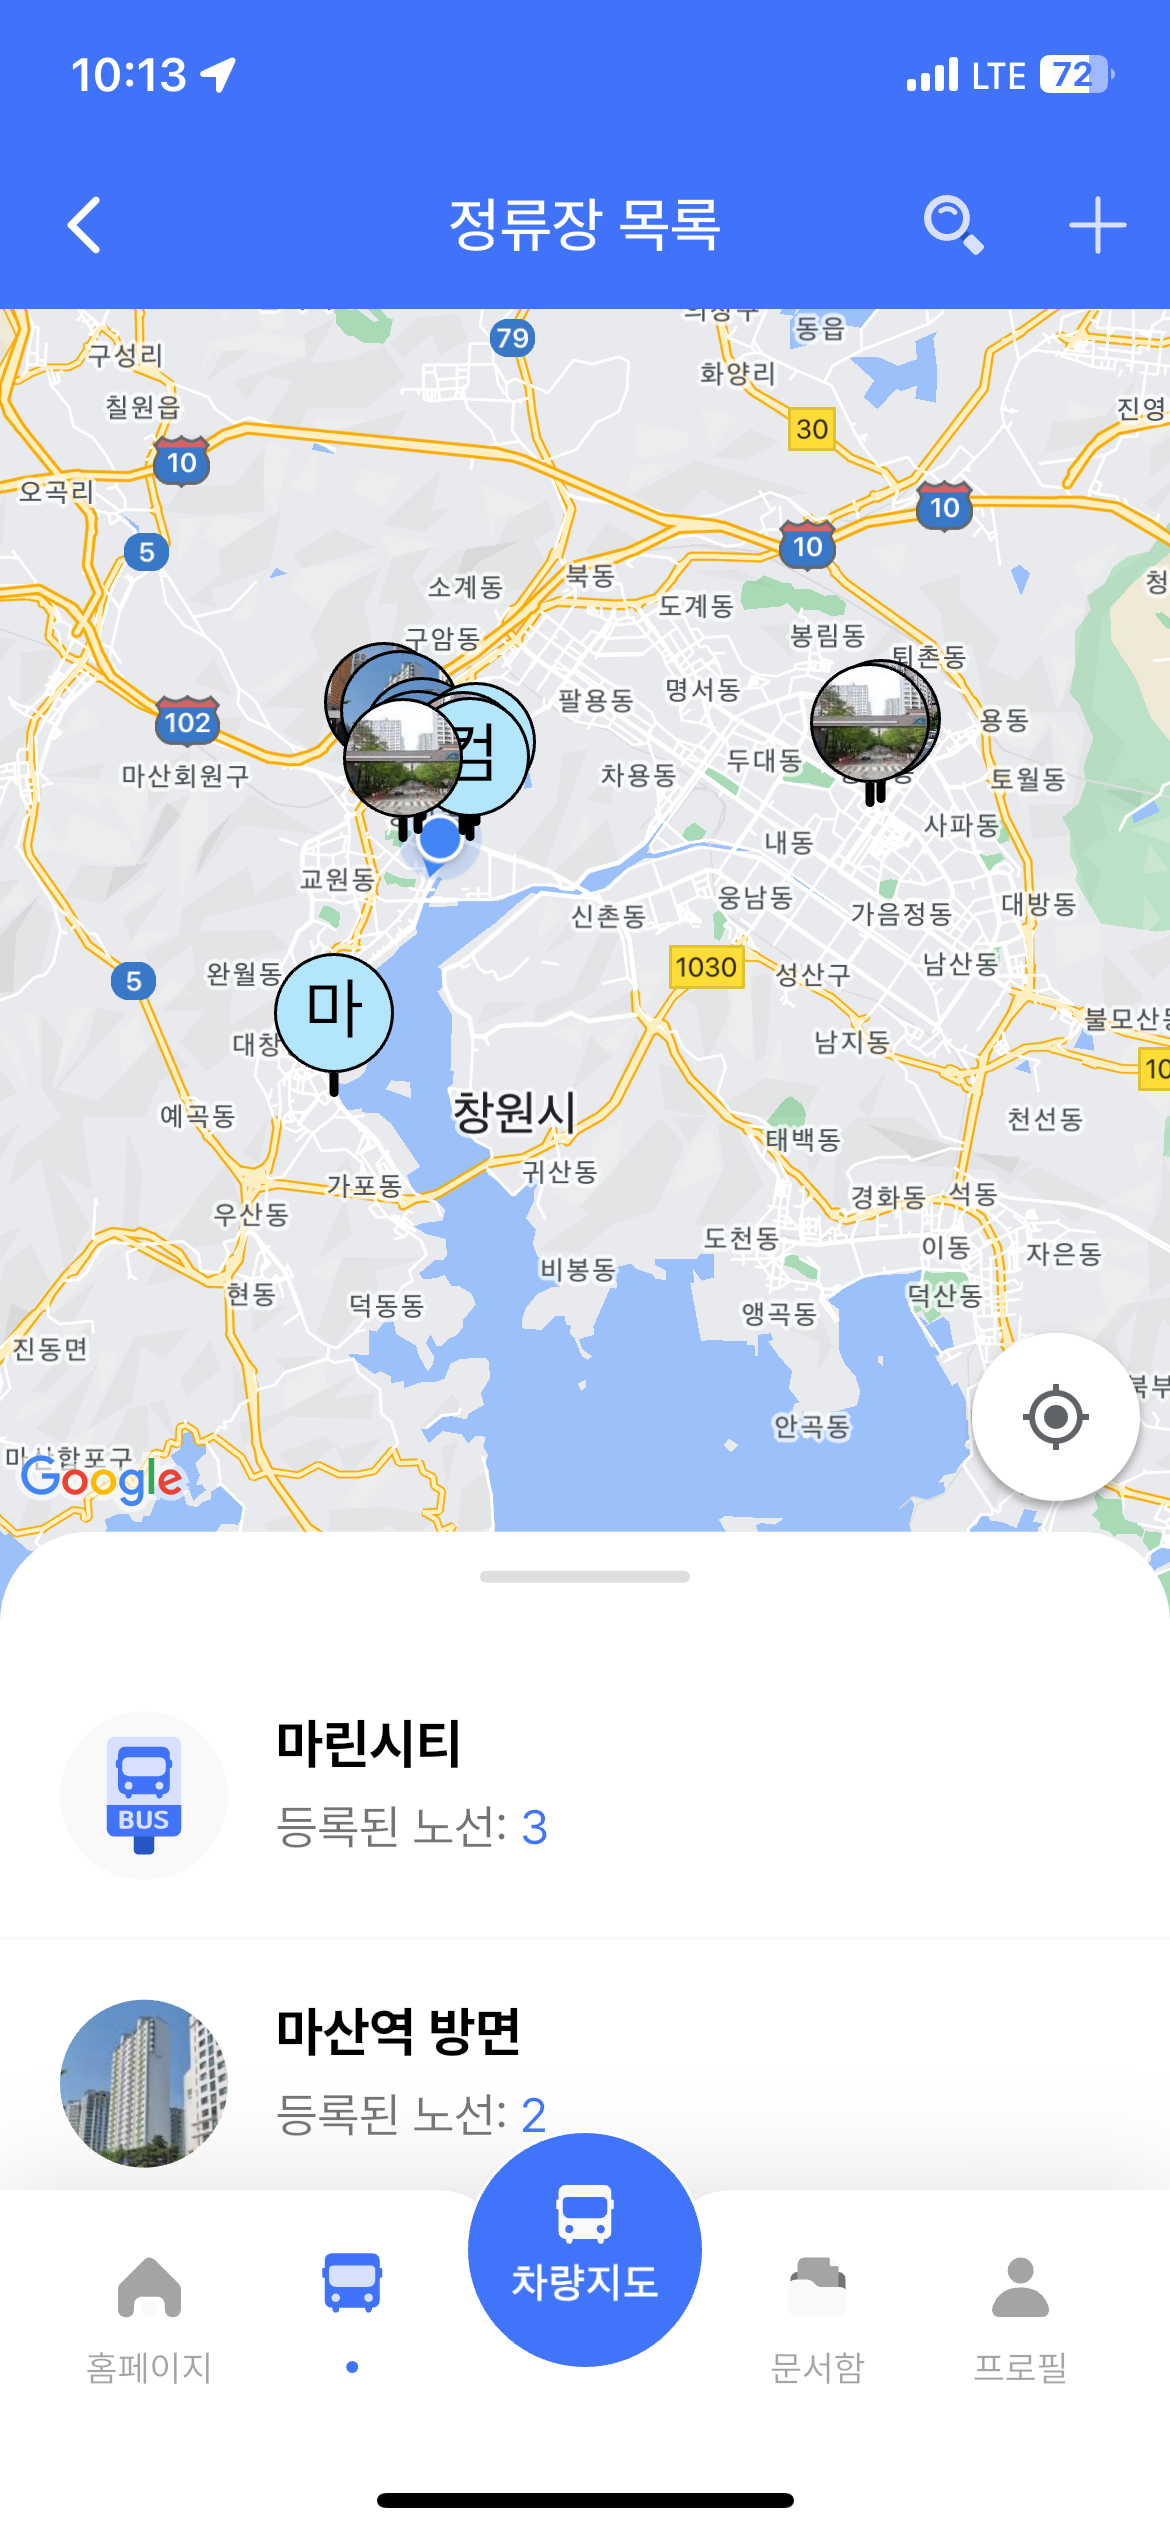 10:13
LTE 72
정류장 목록
79
동읍
구성리
화양리
칠원읍
진영
30
10
오곡리
10
10
5
소계동
북동
청
도계동
구암동
봉림동
퇴촌동
명서동
팔용동
102
용동
컴
마산회원구
차용동
두대동
토월동
사파동
내동
교원동
웅남동
신촌동
가음정동
대방동
5
완월동
1030
성산구
남산동
마
대창
남지동
불모산동
10
창원시
예곡동
천선동
태백동
귀산동
가포동
경화동
석동
우산동
도천동
이동
자은동
비봉동
현동
덕동동
덕산동
앵곡동
진동면
북부
안곡동
마산합포구
Google
마린시티
등록된 노선: 3
BUS
마산역 방면
등록된 노선: 2
차량지도
홈페이지
문서함
프로필